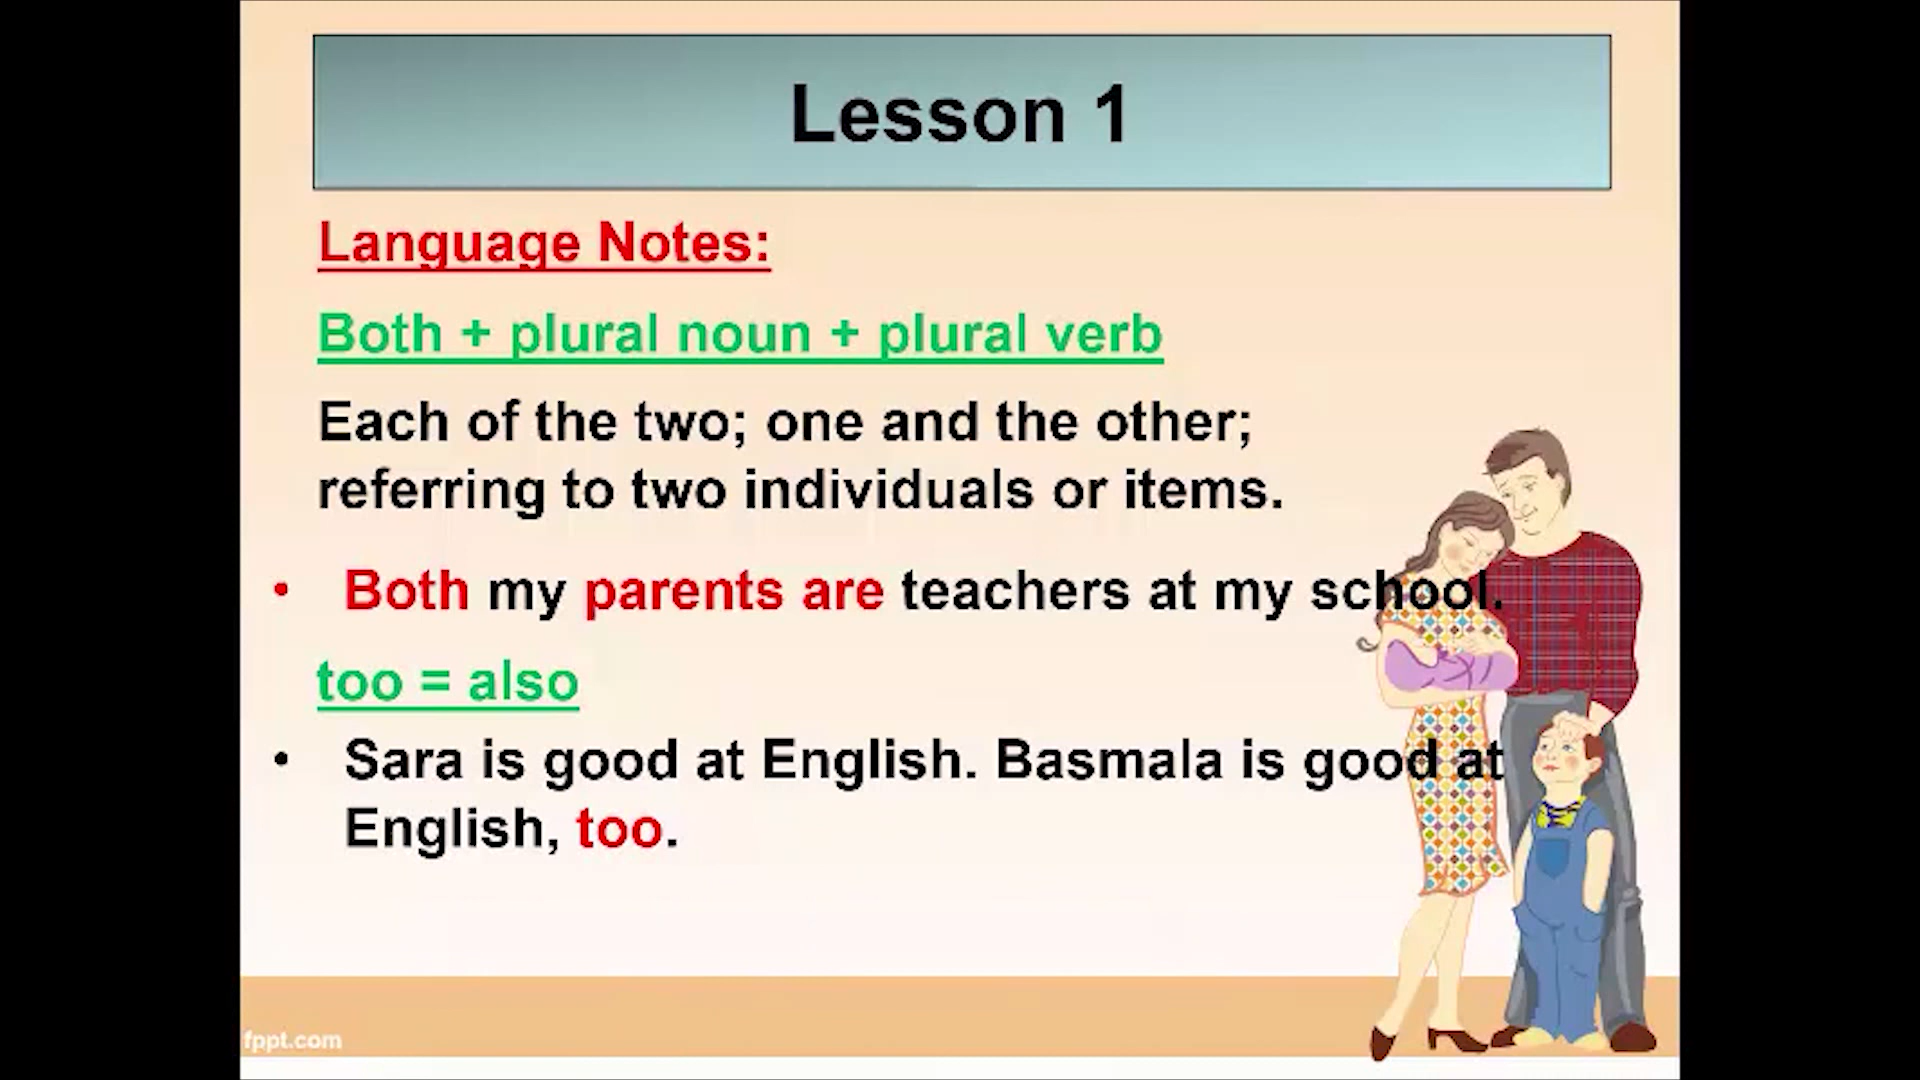 Lesson 1
Language Notes:
Both + plural noun + plural verb
Each of the two; one and the other;
referring to two individuals or items.
• Both my parents are teachers at my school.
too = also
• Sara is good at English. Basmala is good at
English, too.
fppt.com